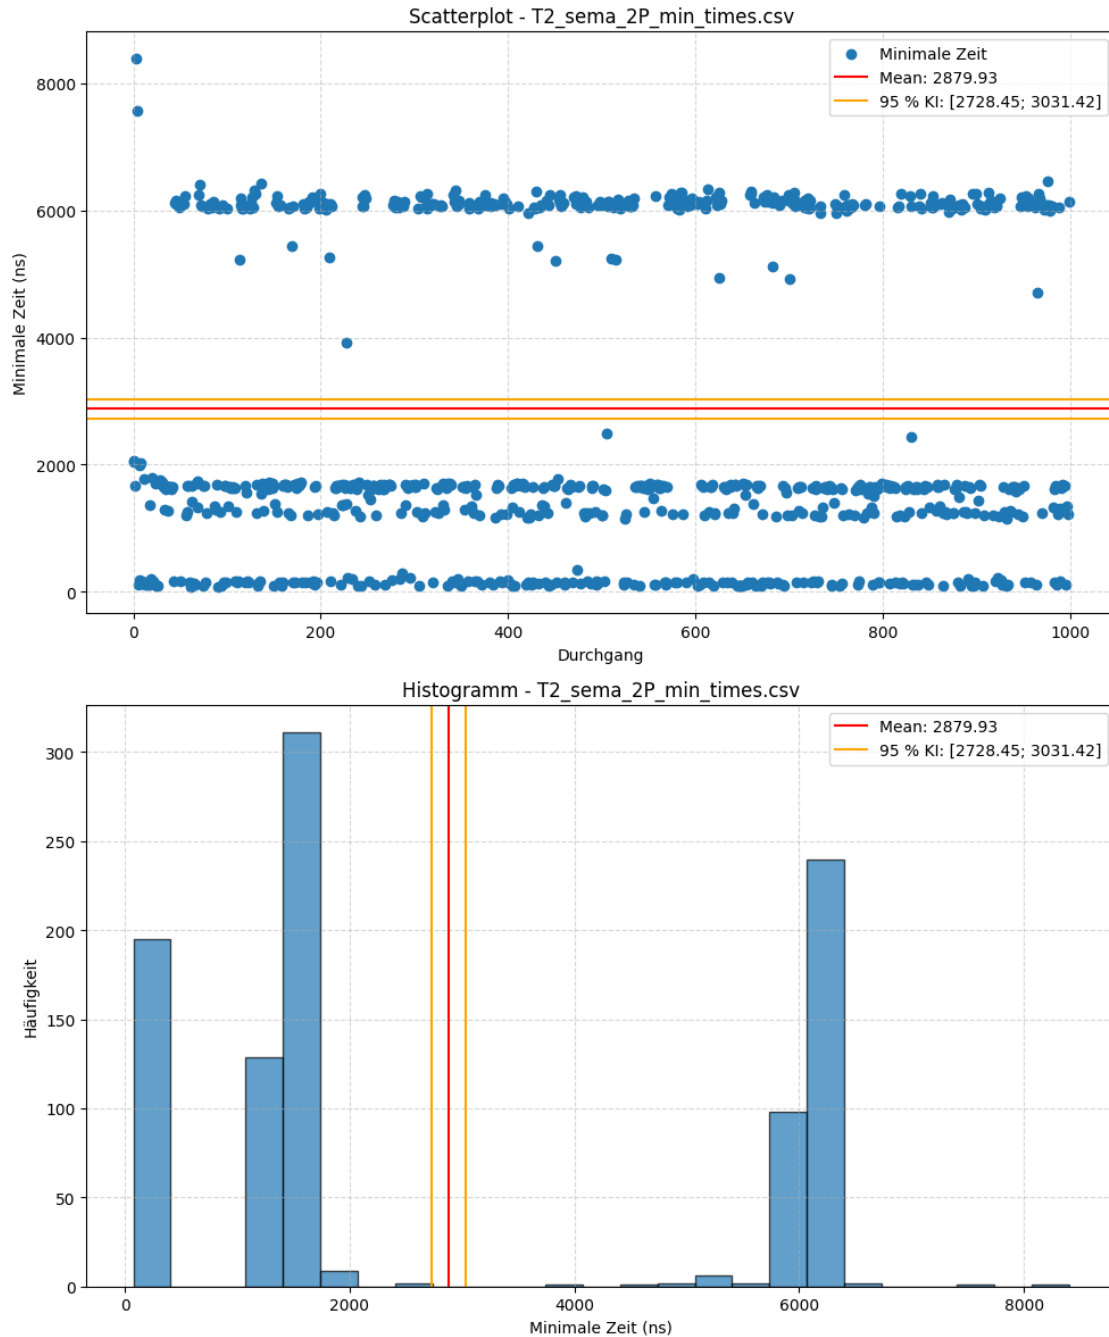 Scatterplot - T2_sema_2P_min_times.csv
Minimale Zeit
Mean: 2879.93
95 % KI: [2728.45; 3031.42]
8000
6000
4000
2000
0
Minimale Zeit (ns)
0 200 400 600 800 1000
Durchgang
Histogramm - T2_sema_2P_min_times.csv
Mean: 2879.93
95 % KI: [2728.45; 3031.42]
300
250
200
150
100
50
0
Häufigkeit
0 2000 4000 6000 8000
Minimale Zeit (ns)